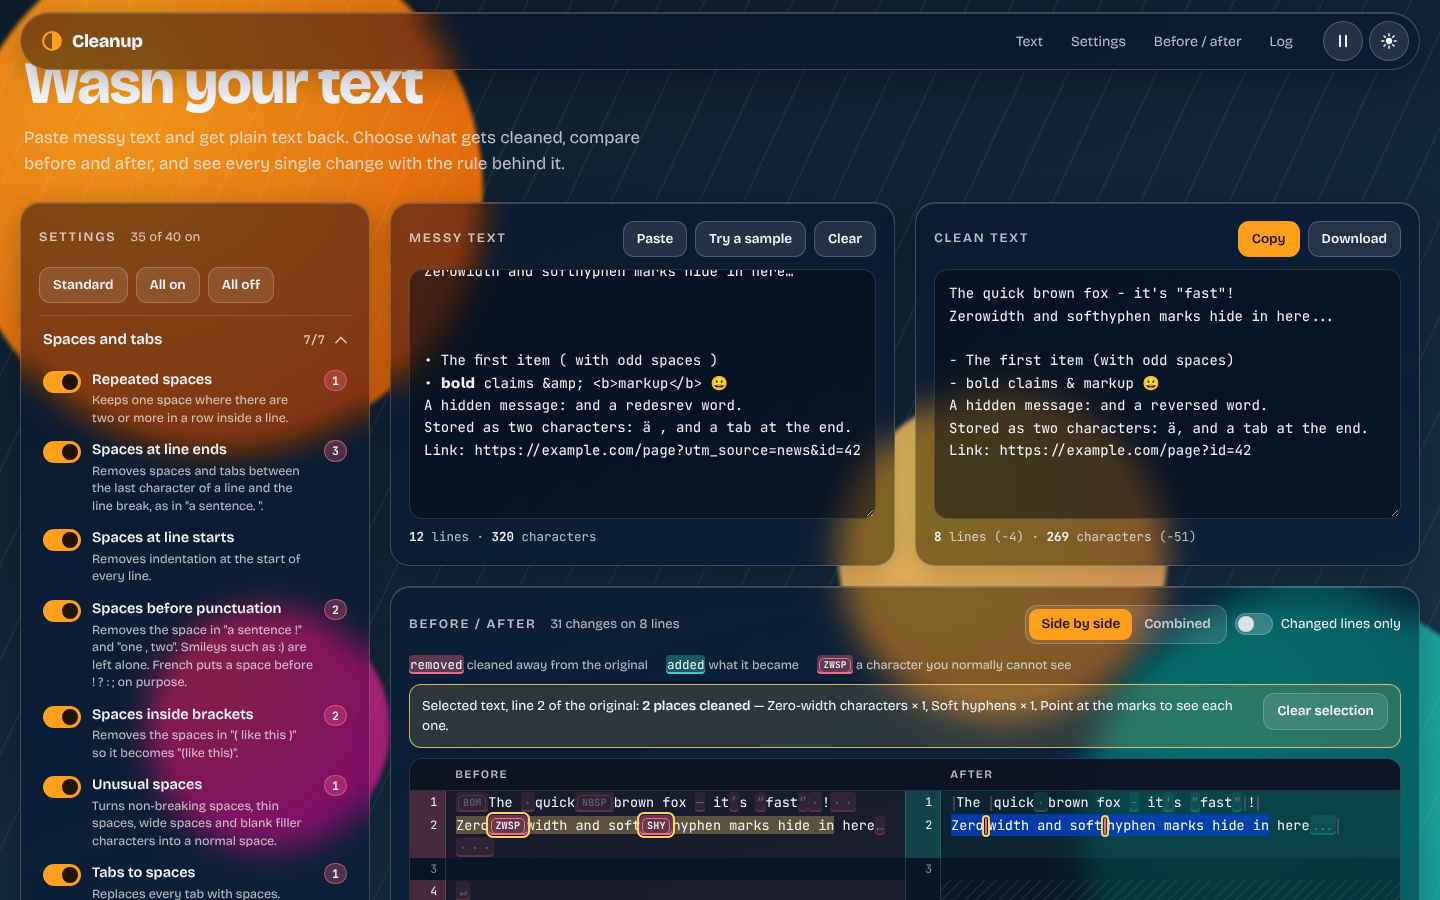 Cleanup
Text Settings Before / after Log
Wash your text
Paste messy text and get plain text back. Choose what gets cleaned, compare
before and after, and see every single change with the rule behind it.
SETTINGS 35 of 40 on
Standard All on All off
Spaces and tabs 7/7
Repeated spaces 1
Keeps one space where there are
two or more in a row inside a line.
Spaces at line ends 3
Removes spaces and tabs between
the last character of a line and the
line break, as in "a sentence. ".
Spaces at line starts
Removes indentation at the start of
every line.
Spaces before punctuation 2
Removes the space in "a sentence !"
and "one , two". Smileys such as :) are
left alone. French puts a space before
! ? : ; on purpose.
Spaces inside brackets 2
Removes the spaces in "( like this )"
so it becomes "(like this)".
Unusual spaces 1
Turns non-breaking spaces, thin
spaces, wide spaces and blank filler
characters into a normal space.
Tabs to spaces 1
Replaces every tab with spaces.
MESSY TEXT Paste Try a sample Clear
Zerowidth and softhyphen marks hide in here…
• The first item ( with odd spaces )
• bold claims &amp; <b>markup</b> 😀
A hidden message: and a redesrev word.
Stored as two characters: ä , and a tab at the end.
Link: https://example.com/page?utm_source=news&id=42
12 lines · 320 characters
CLEAN TEXT Copy Download
The quick brown fox - it's "fast"!
Zerowidth and softhyphen marks hide in here...
- The first item (with odd spaces)
- bold claims & markup 😀
A hidden message: and a reversed word.
Stored as two characters: ä, and a tab at the end.
Link: https://example.com/page?id=42
8 lines (-4) · 269 characters (-51)
BEFORE / AFTER 31 changes on 8 lines Side by side Combined Changed lines only
removed cleaned away from the original added what it became ZWSP a character you normally cannot see
Selected text, line 2 of the original: 2 places cleaned — Zero-width characters × 1, Soft hyphens × 1. Point at the marks to see each
one.
Clear selection
BEFORE AFTER
1 BOM The ·quick NBSP brown fox — it’s “fast”·!··
1 The quick·brown fox - it's "fast"!
2 Zero ZWSP width and soft SHY hyphen marks hide in here…
···
2 Zerowidth and softhyphen marks hide in here...
3 3
4 ↵